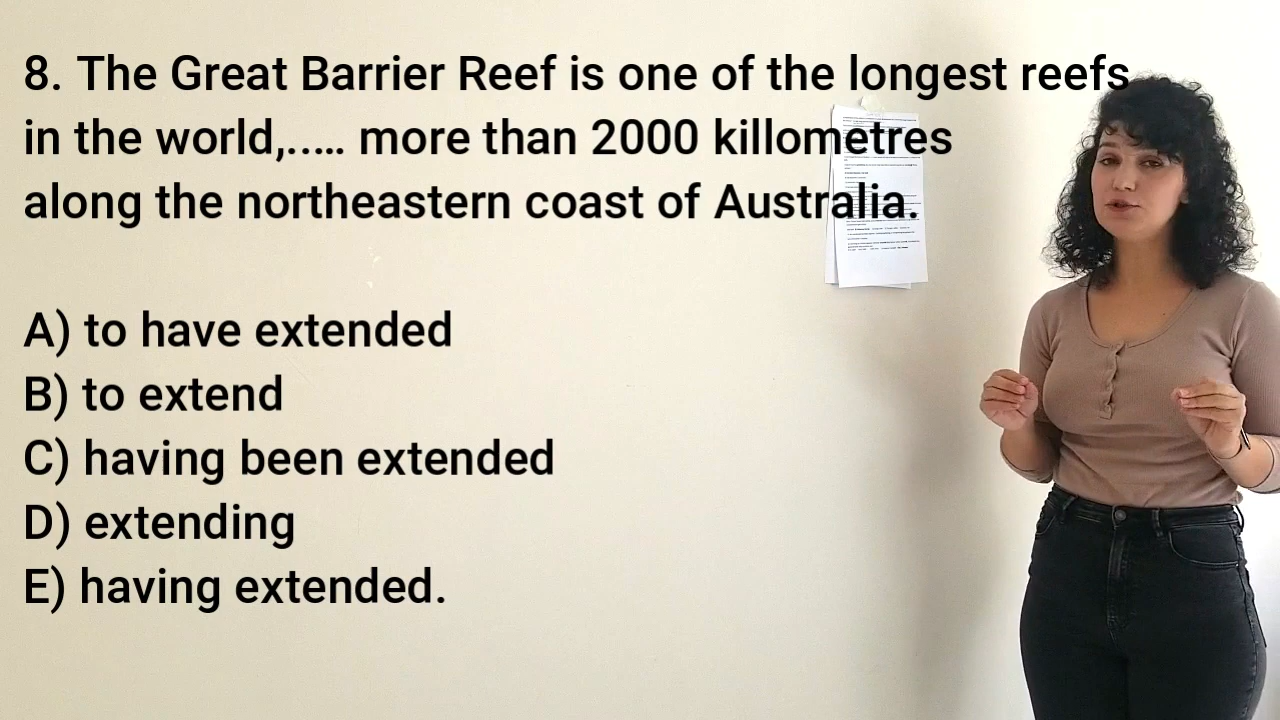 8. The Great Barrier Reef is one of the longest reefs
in the world,..... more than 2000 killometres
along the northeastern coast of Australia.
A) to have extended
B) to extend
C) having been extended
D) extending
E) having extended.